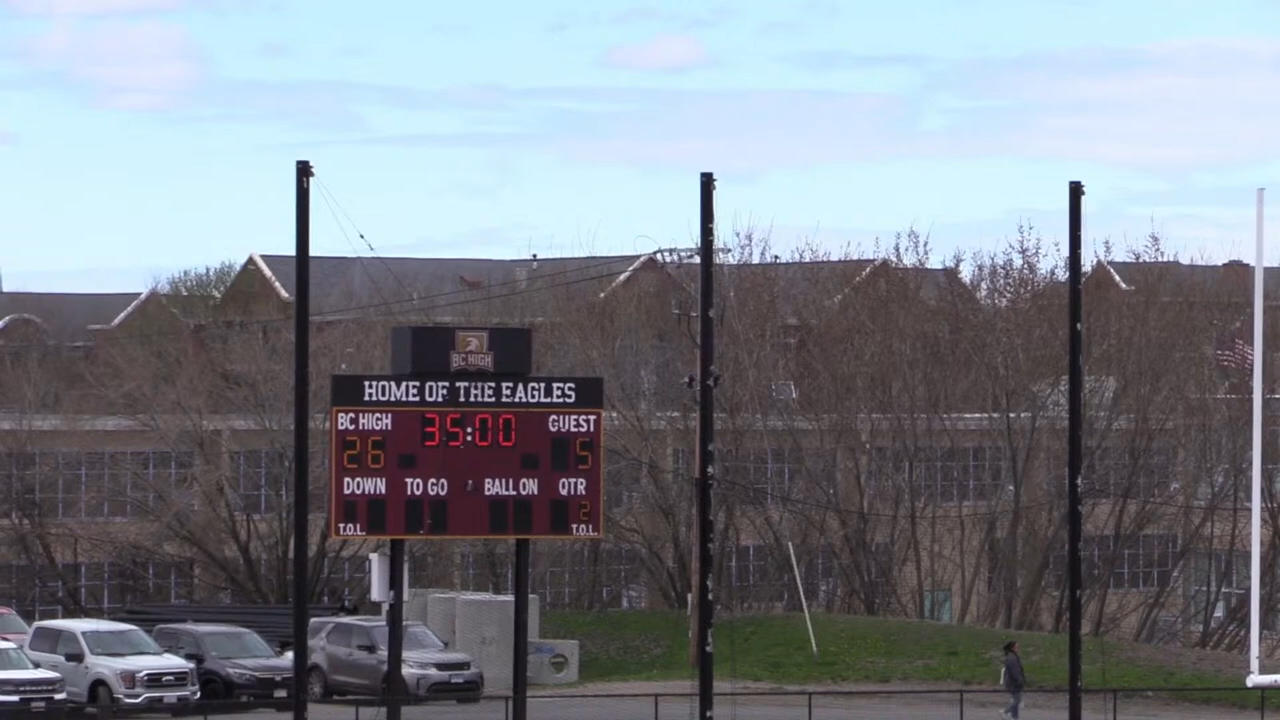 BC HIGH
HOME OF THE EAGLES
BC HIGH 35:00 GUEST
26 5
DOWN TO GO BALL ON QTR
2
T.O.L. T.O.L.